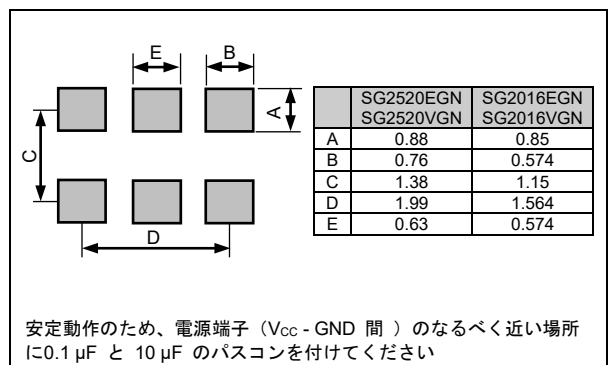 E
B
A
C
D
SG2520EGN SG2016EGN
SG2520VGN SG2016VGN
A 0.88 0.85
B 0.76 0.574
C 1.38 1.15
D 1.99 1.564
E 0.63 0.574
安定動作のため、電源端子（Vcc - GND 間 ）のなるべく近い場所
に0.1 µF と 10 µF のパスコンを付けてください